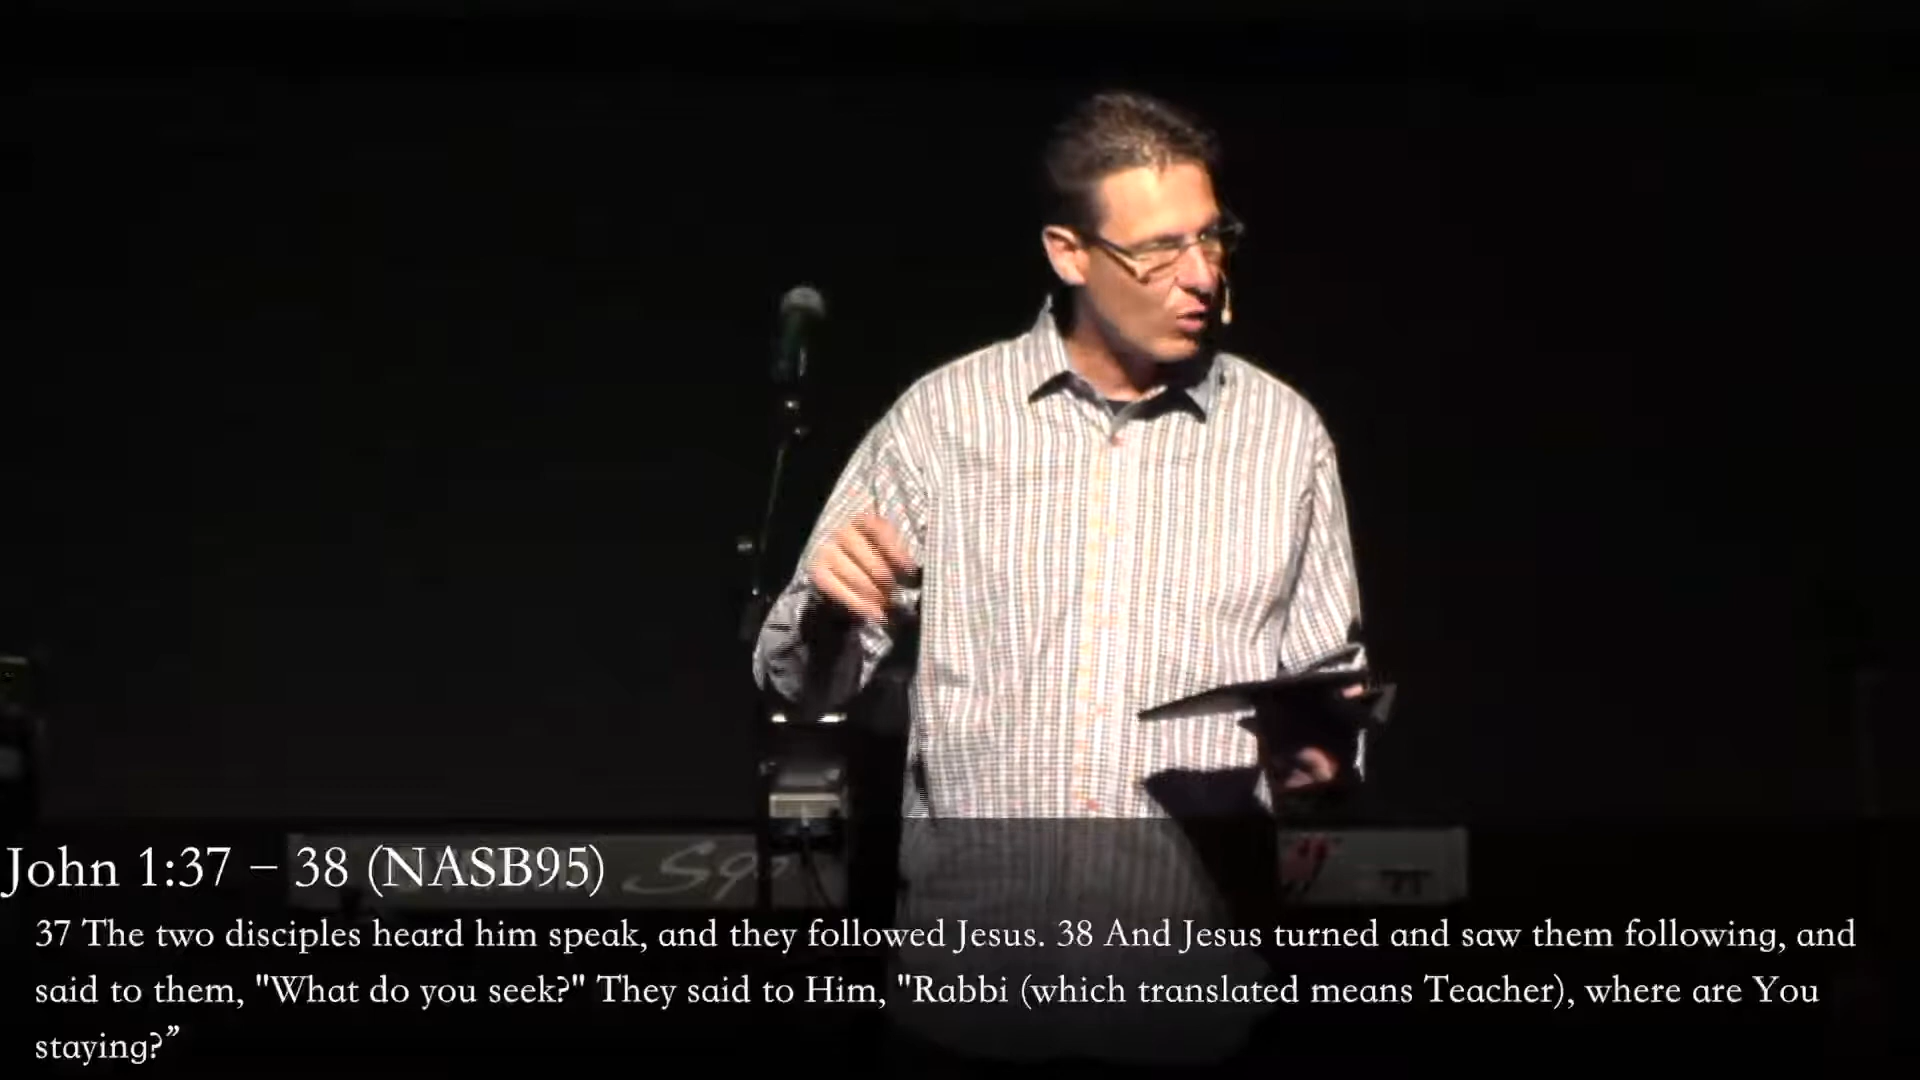 John 1:37 – 38 (NASB95)
37 The two disciples heard him speak, and they followed Jesus. 38 And Jesus turned and saw them following, and
said to them, "What do you seek?" They said to Him, "Rabbi (which translated means Teacher), where are You
staying?”